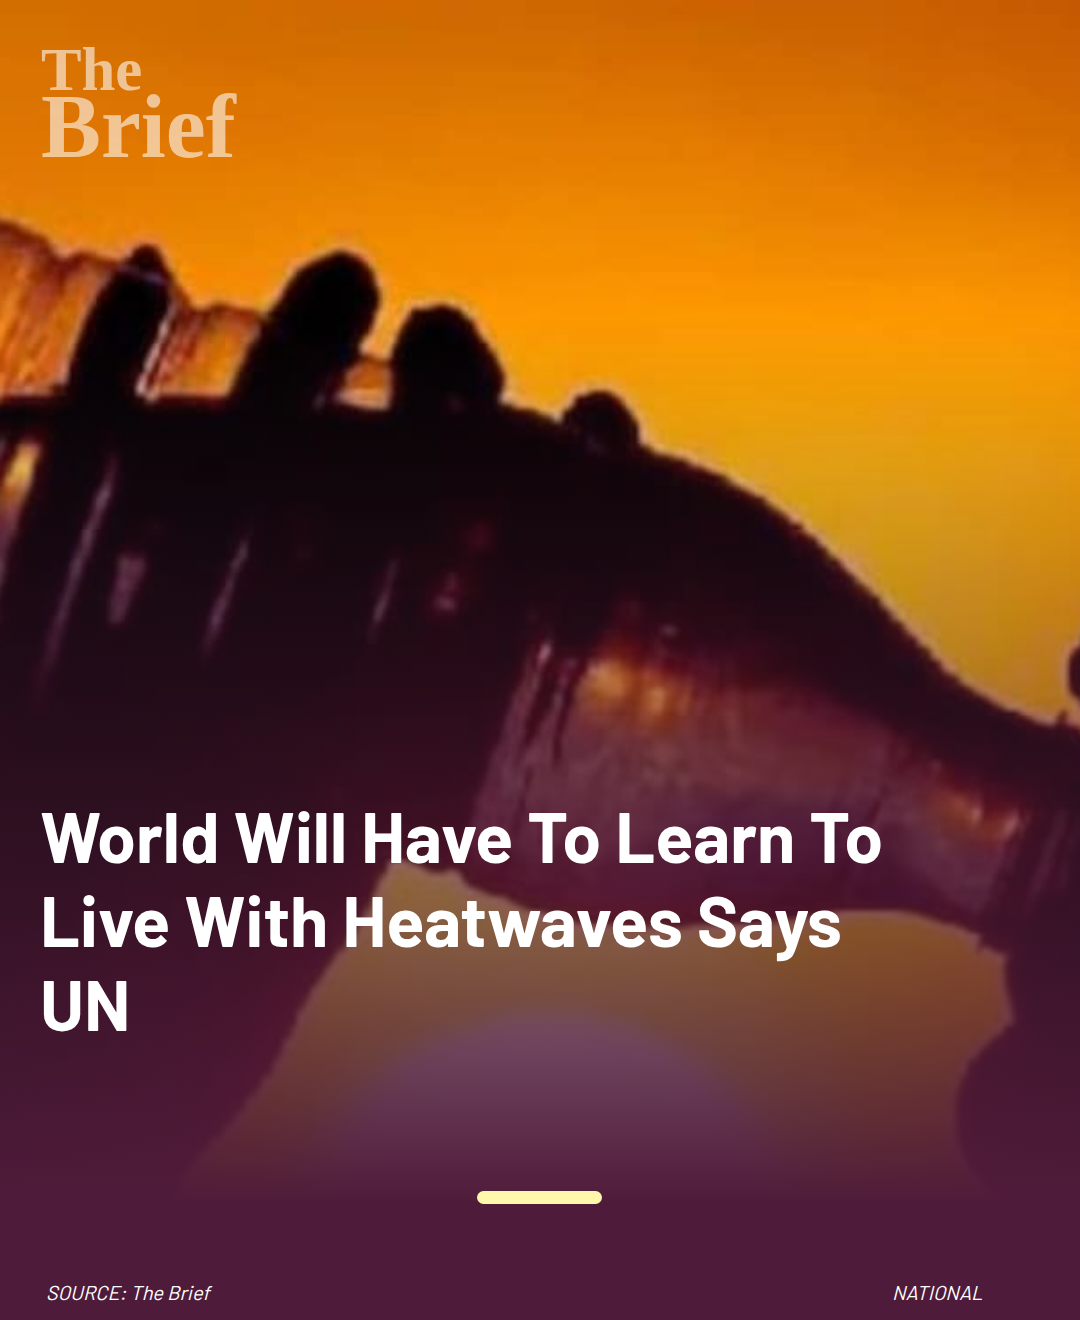 The
Brief
World Will Have To Learn To
Live With Heatwaves Says
UN
SOURCE: The Brief
NATIONAL